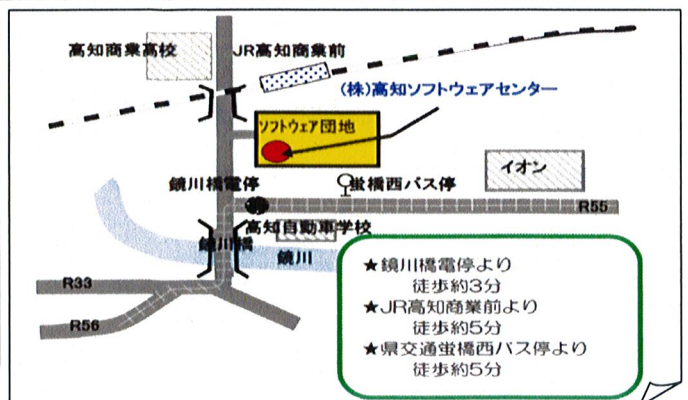 高知商業高校
JR高知商業前
(株)高知ソフトウェアセンター
ソフトウェア団地
イオン
鏡川橋電停
蛍橋西バス停
R55
高知自動車学校
鏡川橋
鏡川
R33
R56
★鏡川橋電停より
徒歩約3分
★JR高知商業前より
徒歩約5分
★県交通蛍橋西バス停より
徒歩約5分